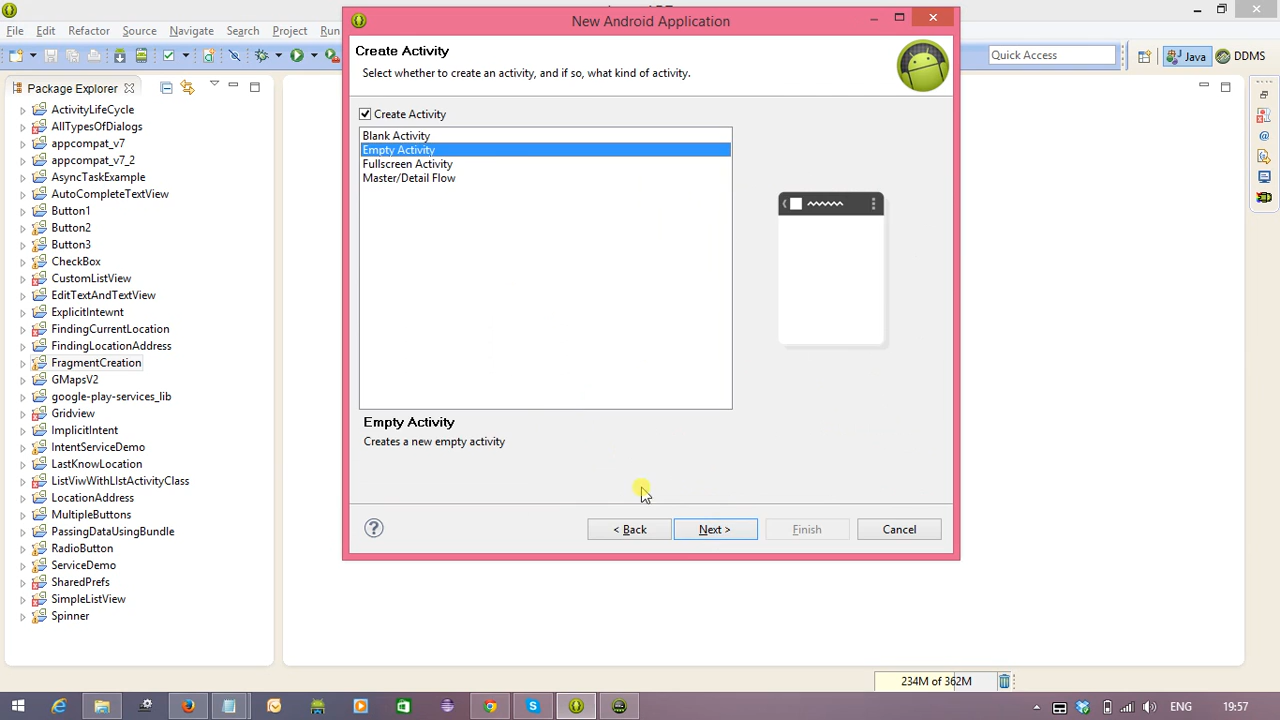 New Android Application
File Edit Refactor Source Navigate Search Project Run
Quick Access
Java
DDMS
Package Explorer
ActivityLifeCycle
AllTypesOfDialogs
appcompat_v7
appcompat_v7_2
AsyncTaskExample
AutoCompleteTextView
Button1
Button2
Button3
CheckBox
CustomListView
EditTextAndTextView
ExplicitIntewnt
FindingCurrentLocation
FindingLocationAddress
FragmentCreation
GMapsV2
google-play-services_lib
Gridview
ImplicitIntent
IntentServiceDemo
LastKnowLocation
ListViwWithLIstActivityClass
LocationAddress
MultipleButtons
PassingDataUsingBundle
RadioButton
ServiceDemo
SharedPrefs
SimpleListView
Spinner
Create Activity
Select whether to create an activity, and if so, what kind of activity.
Create Activity
Blank Activity
Empty Activity
Fullscreen Activity
Master/Detail Flow
Empty Activity
Creates a new empty activity
< Back
Next >
Finish
Cancel
234M of 362M
ENG
19:57